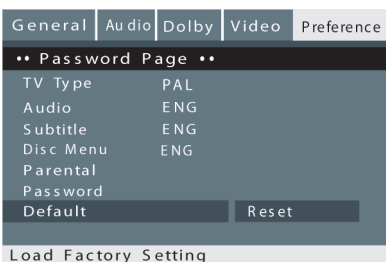 General Audio Dolby Video Preference
•• Password Page ••
TV Type PAL
Audio ENG
Subtitle ENG
Disc Menu ENG
Parental
Password
Default Reset
Load Factory Setting